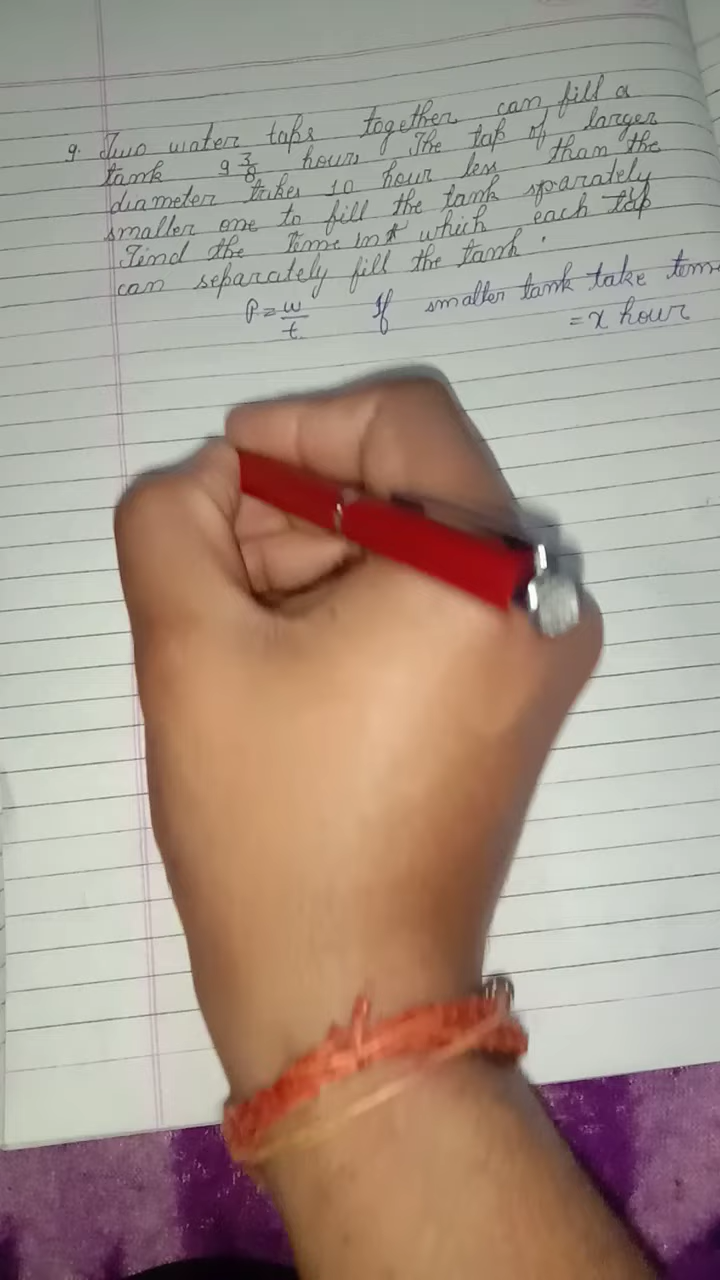 9. Two water taps together can fill a
tank 9 3/8 hours The tap of larger
diameter takes 10 hour less than the
smaller one to fill the tank sparately
Find the Time in which each tap
can separately fill the tank.
P = w/t If smaller tank take time
= x hour